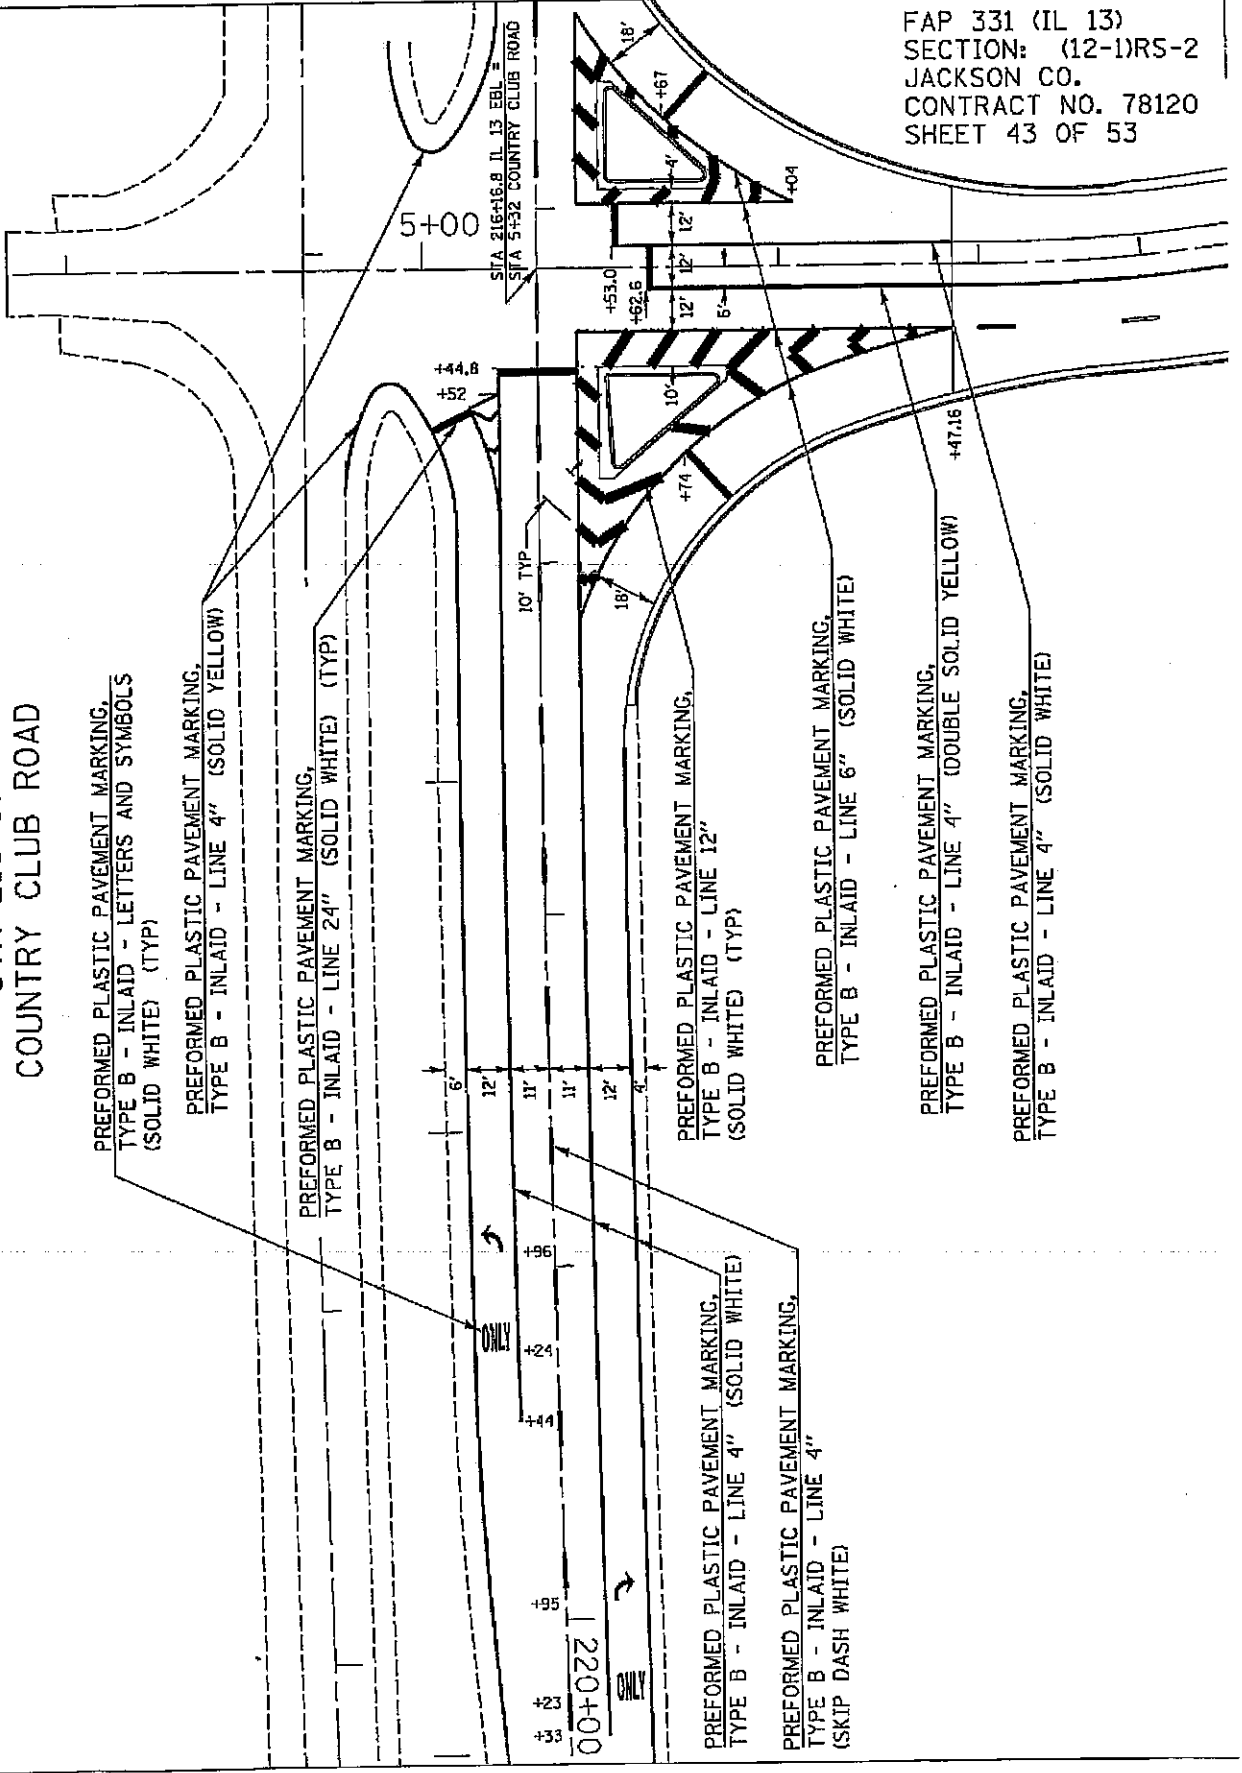 FAP 331 (IL 13)
SECTION: (12-1)RS-2
JACKSON CO.
CONTRACT NO. 78120
SHEET 43 OF 53
COUNTRY CLUB ROAD
PREFORMED PLASTIC PAVEMENT MARKING,
TYPE B - INLAID - LETTERS AND SYMBOLS
(SOLID WHITE) (TYP)
PREFORMED PLASTIC PAVEMENT MARKING,
TYPE B - INLAID - LINE 4" (SOLID YELLOW)
PREFORMED PLASTIC PAVEMENT MARKING,
TYPE B - INLAID - LINE 24" (SOLID WHITE) (TYP)
5+00
STA 216+16.8 IL 13 EBL =
STA 5+32 COUNTRY CLUB ROAD
18'
+67
4'
+04
12'
12'
12'
6'
+53.0
+62.6
+44.8
+52
10'
+74
10' TYP
18'
+47.16
6'
12'
11'
11'
12'
4'
+96
ONLY
+24
+44
+95
220+00
+23
+33
ONLY
PREFORMED PLASTIC PAVEMENT MARKING,
TYPE B - INLAID - LINE 12"
(SOLID WHITE) (TYP)
PREFORMED PLASTIC PAVEMENT MARKING,
TYPE B - INLAID - LINE 6" (SOLID WHITE)
PREFORMED PLASTIC PAVEMENT MARKING,
TYPE B - INLAID - LINE 4" (DOUBLE SOLID YELLOW)
PREFORMED PLASTIC PAVEMENT MARKING,
TYPE B - INLAID - LINE 4" (SOLID WHITE)
PREFORMED PLASTIC PAVEMENT MARKING,
TYPE B - INLAID - LINE 4" (SOLID WHITE)
PREFORMED PLASTIC PAVEMENT MARKING,
TYPE B - INLAID - LINE 4"
(SKIP DASH WHITE)